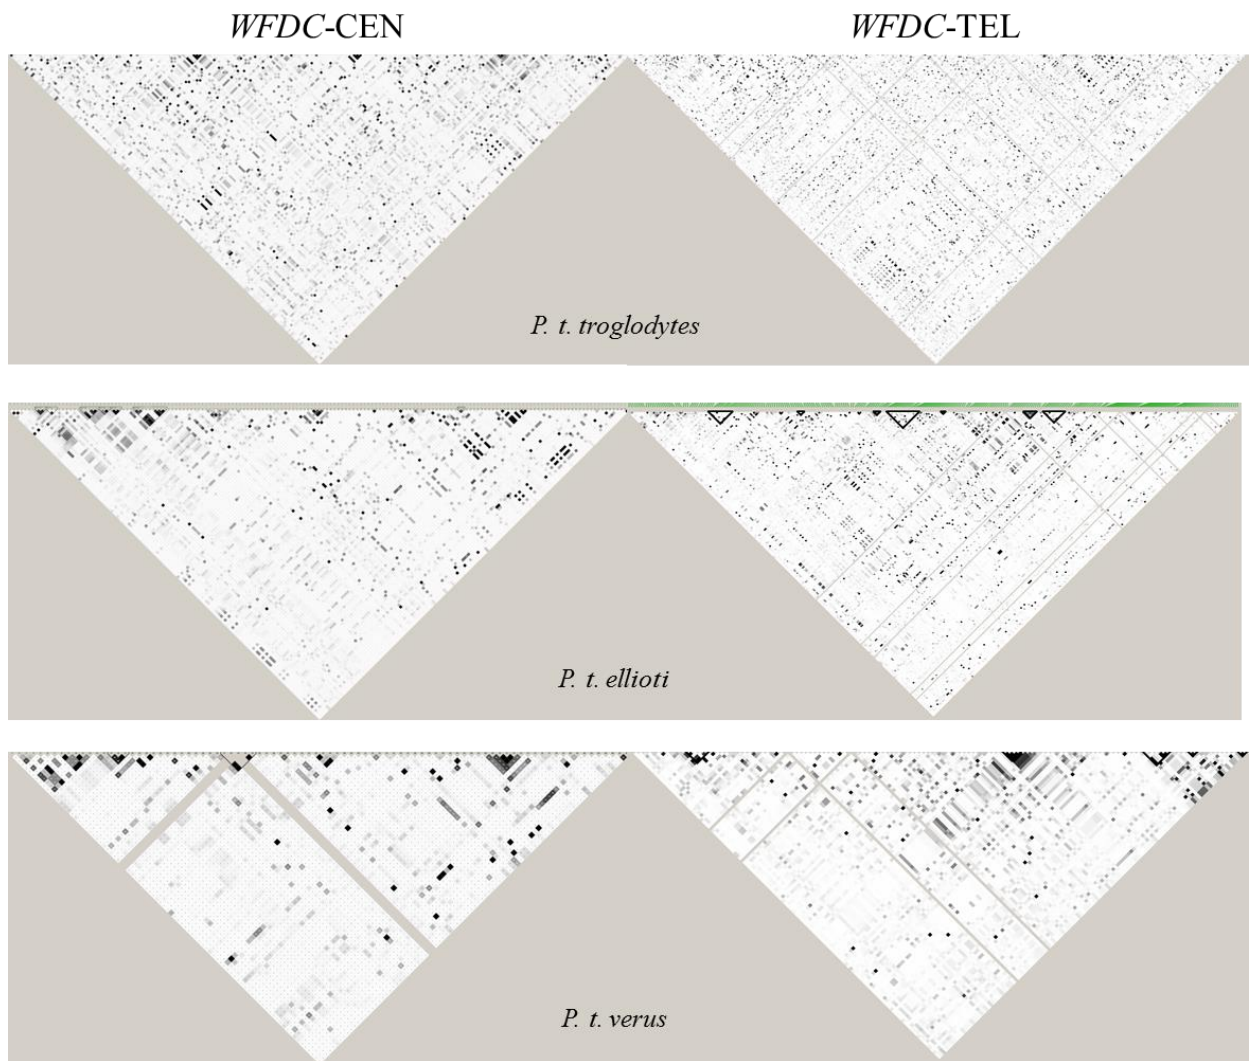 WFDC-CEN
WFDC-TEL
P. t. troglodytes
P. t. ellioti
P. t. verus